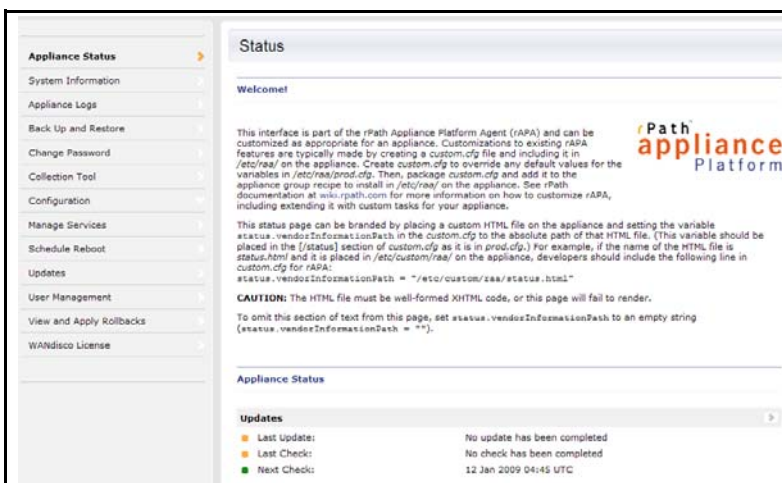 Appliance Status
System Information
Appliance Logs
Back Up and Restore
Change Password
Collection Tool
Configuration
Manage Services
Schedule Reboot
Updates
User Management
View and Apply Rollbacks
WANdisco License
Status
Welcome!
This interface is part of the rPath Appliance Platform Agent (rAPA) and can be
customized as appropriate for an appliance. Customizations to existing rAPA
features are typically made by creating a custom.cfg file and including it in
/etc/raa/ on the appliance. Create custom.cfg to override any default values for the
variables in /etc/raa/prod.cfg. Then, package custom.cfg and add it to the
appliance group recipe to install in /etc/raa/ on the appliance. See rPath
documentation at wiki.rpath.com for more information on how to customize rAPA,
including extending it with custom tasks for your appliance.
rPath
appliance
Platform
This status page can be branded by placing a custom HTML file on the appliance and setting the variable
status.vendorInformationPath in the custom.cfg to the absolute path of that HTML file. (This variable should be
placed in the [/status] section of custom.cfg as it is in prod.cfg.) For example, if the name of the HTML file is
status.html and it is placed in /etc/custom/raa/ on the appliance, developers should include the following line in
custom.cfg for rAPA:
status.vendorInformationPath = "/etc/custom/raa/status.html"
CAUTION: The HTML file must be well-formed XHTML code, or this page will fail to render.
To omit this section of text from this page, set status.vendorInformationPath to an empty string
(status.vendorInformationPath = "").
Appliance Status
Updates
Last Update: No update has been completed
Last Check: No check has been completed
Next Check: 12 Jan 2009 04:45 UTC